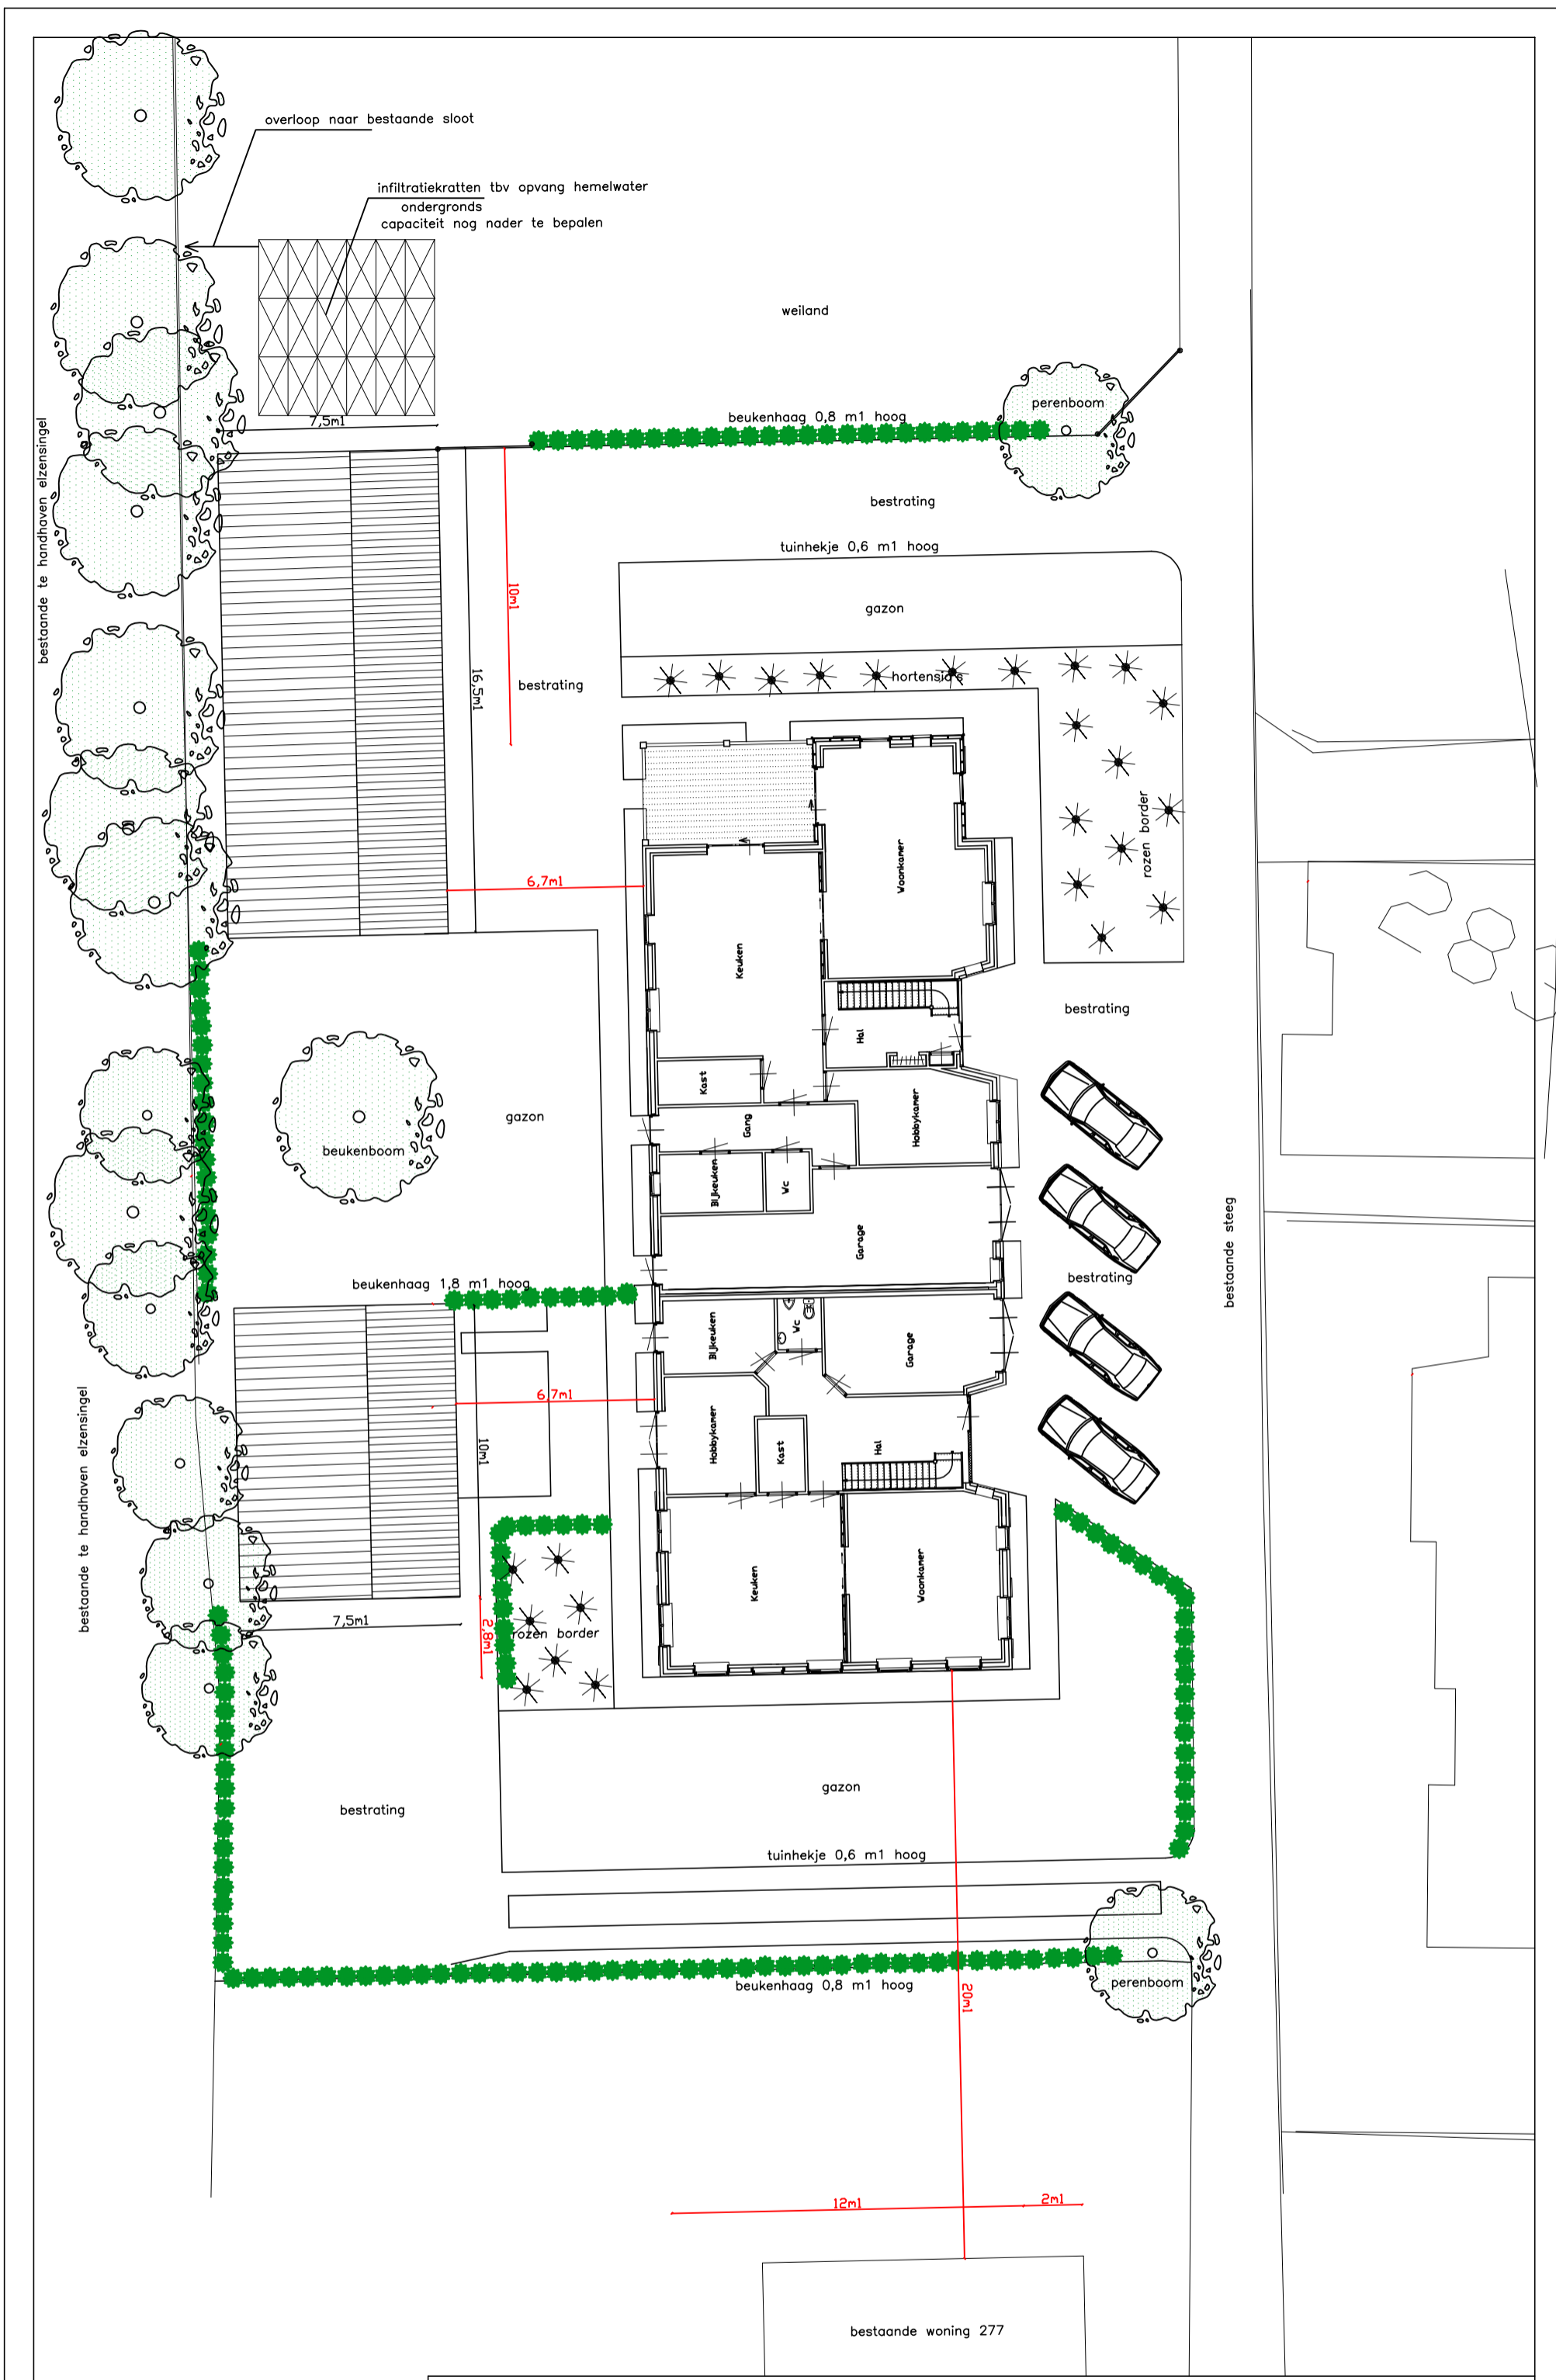 overloop naar bestaande sloot
infiltratiekratten tbv opvang hemelwater
ondergronds
capaciteit nog nader te bepalen
weiland
perenboom
beukenhaag 0,8 m1 hoog
7,5m1
bestaande te handhaven elzensingel
bestrating
tuinhekje 0,6 m1 hoog
10m1
gazon
16,5m1
bestrating
hortensia's
rozen border
Woonkamer
6,7m1
Keuken
bestrating
Hal
Kast
Hobbykamer
gazon
Gang
beukenboom
Bijkeuken
Wc
Garage
bestaande steeg
bestrating
beukenhaag 1,8 m1 hoog
Bijkeuken
Wc
Garage
6,7m1
Hobbykamer
Kast
Hal
10m1
bestaande te handhaven elzensingel
Keuken
Woonkamer
7,5m1
2,8m1
rozen border
gazon
bestrating
tuinhekje 0,6 m1 hoog
perenboom
beukenhaag 0,8 m1 hoog
20m1
12m1
2m1
bestaande woning 277